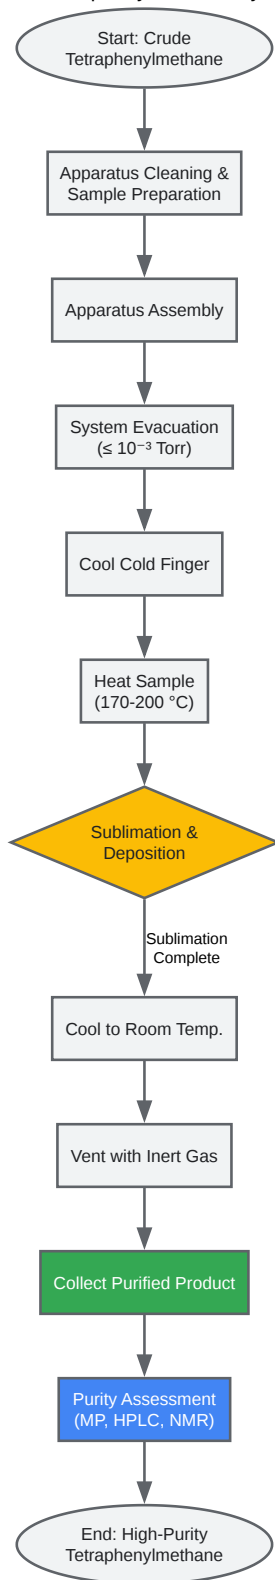 Start: Crude
Tetraphenylmethane
Apparatus Cleaning &
Sample Preparation
Apparatus Assembly
System Evacuation
(≤ 10⁻³ Torr)
Cool Cold Finger
Heat Sample
(170-200 °C)
Sublimation &
Deposition
Sublimation
Complete
Cool to Room Temp.
Vent with Inert Gas
Collect Purified Product
Purity Assessment
(MP, HPLC, NMR)
End: High-Purity
Tetraphenylmethane